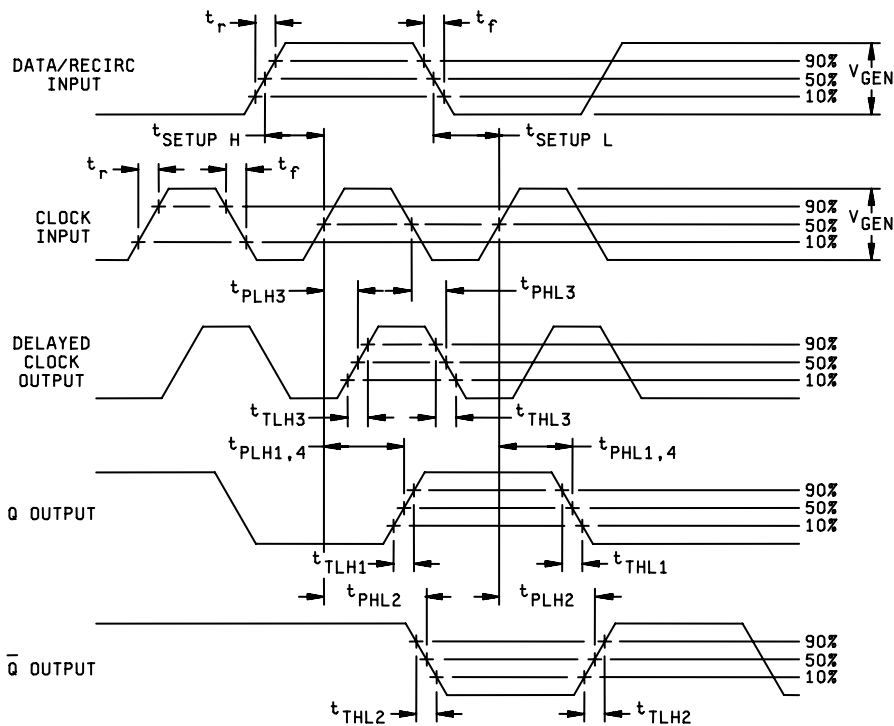 t_r
t_f
DATA/RECIRC
INPUT
90%
50%
10%
V_GEN
t_SETUP H
t_SETUP L
t_r
t_f
CLOCK
INPUT
90%
50%
10%
V_GEN
t_PLH3
t_PHL3
DELAYED
CLOCK
OUTPUT
90%
50%
10%
t_TLH3
t_THL3
t_PLH1,4
t_PHL1,4
Q OUTPUT
90%
50%
10%
t_TLH1
t_THL1
t_PHL2
t_PLH2
Q̅ OUTPUT
90%
50%
10%
t_THL2
t_TLH2